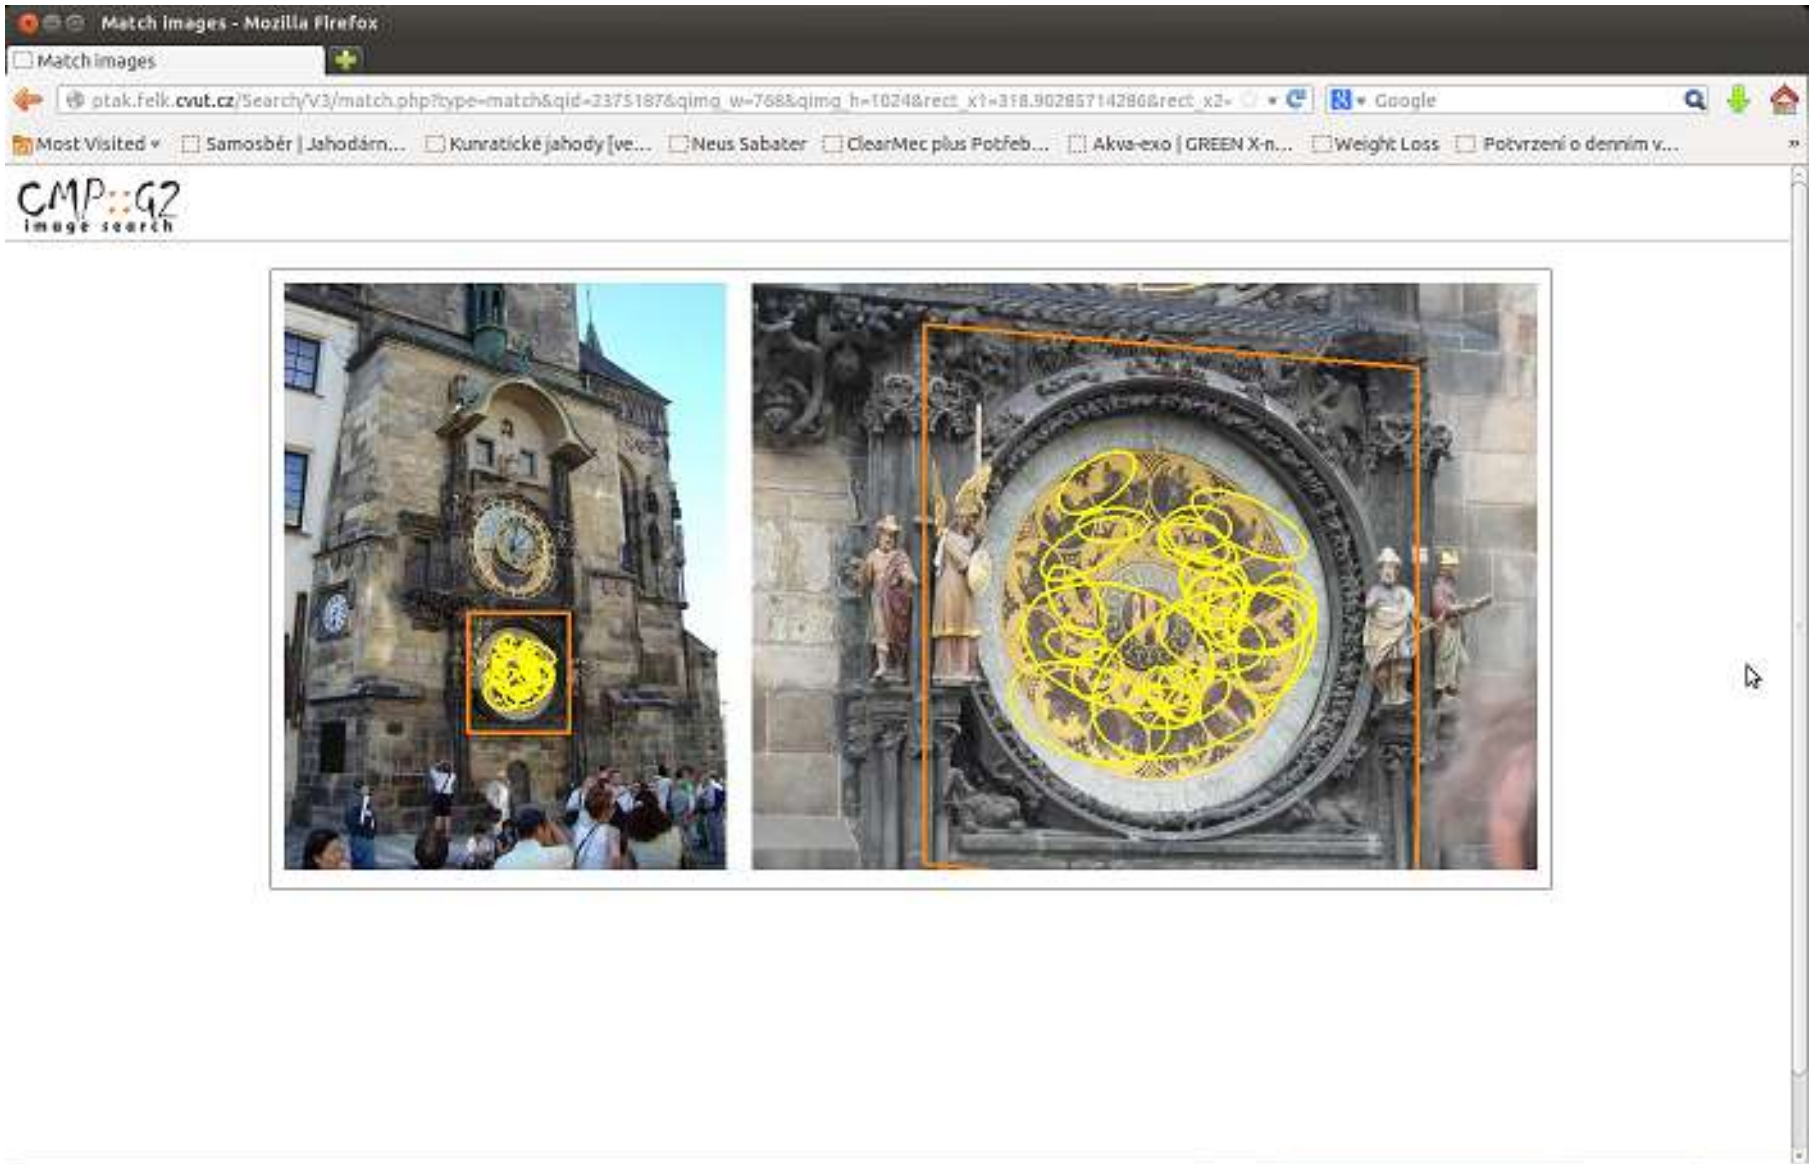 Match images - Mozilla Firefox
Match images
ptak.felk.cvut.cz/Search/V3/match.php?type=match&qid=2375187&qimg_w=768&qimg_h=1024&rect_x1=318.90285714286&rect_x2=
Google
Most Visited
Samosběr | Jahodárn...
Kunratické jahody [ve...
Neus Sabater
ClearMec plus Potřeb...
Akva-exo | GREEN X-n...
Weight Loss
Potvrzení o denním v...
»
CMP::G2
image search